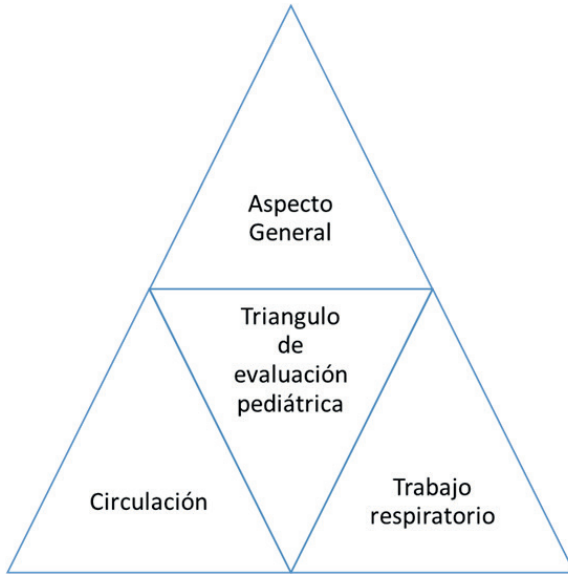 Aspecto
General
Triangulo
de
evaluación
pediátrica
Circulación
Trabajo
respiratorio